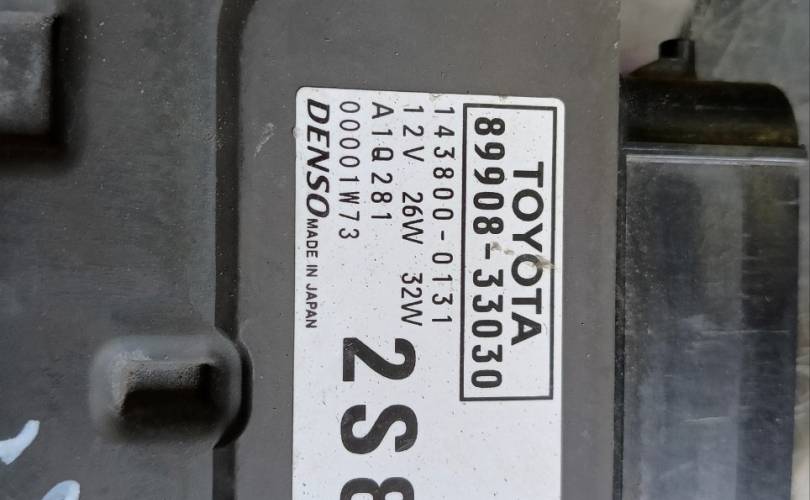 TOYOTA
89908-33030
143800-0131
12V 26W 32W
A1Q281
00001W73
DENSO MADE IN JAPAN
2S8